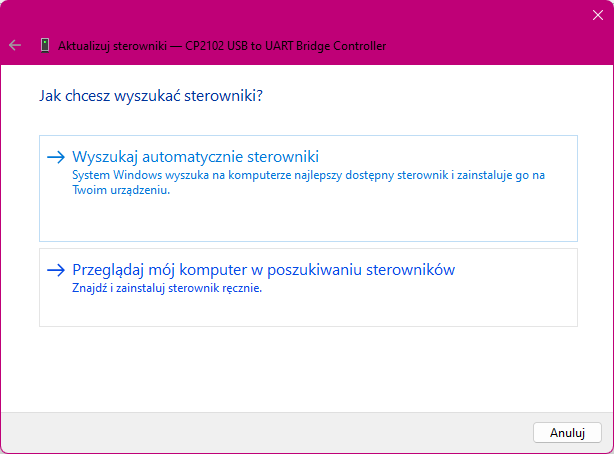 Aktualizuj sterowniki — CP2102 USB to UART Bridge Controller
Jak chcesz wyszukać sterowniki?
Wyszukaj automatycznie sterowniki
System Windows wyszuka na komputerze najlepszy dostępny sterownik i zainstaluje go na
Twoim urządzeniu.
Przeglądaj mój komputer w poszukiwaniu sterowników
Znajdź i zainstaluj sterownik ręcznie.
Anuluj